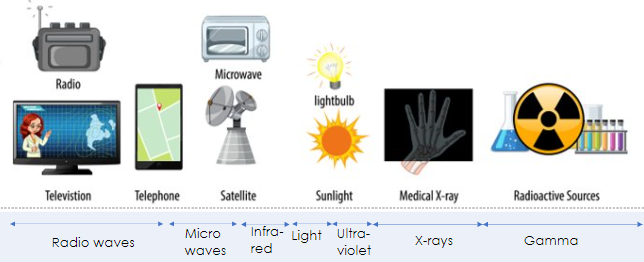 Radio
Microwave
lightbulb
Televistion
Telephone
Satellite
Sunlight
Medical X-ray
Radioactive Sources
Radio waves
Micro
waves
Infra-
red
Light
Ultra-
violet
X-rays
Gamma